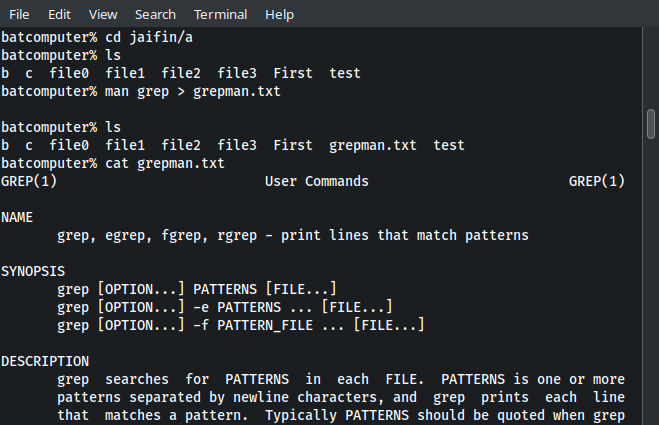 File Edit View Search Terminal Help
batcomputer% cd jaifin/a
batcomputer% ls
b  c  file0  file1  file2  file3  First  test
batcomputer% man grep > grepman.txt
batcomputer% ls
b  c  file0  file1  file2  file3  First  grepman.txt  test
batcomputer% cat grepman.txt
GREP(1)                          User Commands                         GREP(1)
NAME
       grep, egrep, fgrep, rgrep - print lines that match patterns
SYNOPSIS
       grep [OPTION...] PATTERNS [FILE...]
       grep [OPTION...] -e PATTERNS ... [FILE...]
       grep [OPTION...] -f PATTERN_FILE ... [FILE...]
DESCRIPTION
       grep  searches  for  PATTERNS  in  each  FILE.  PATTERNS is one or more
       patterns separated by newline characters, and  grep  prints  each  line
       that  matches a pattern.  Typically PATTERNS should be quoted when grep